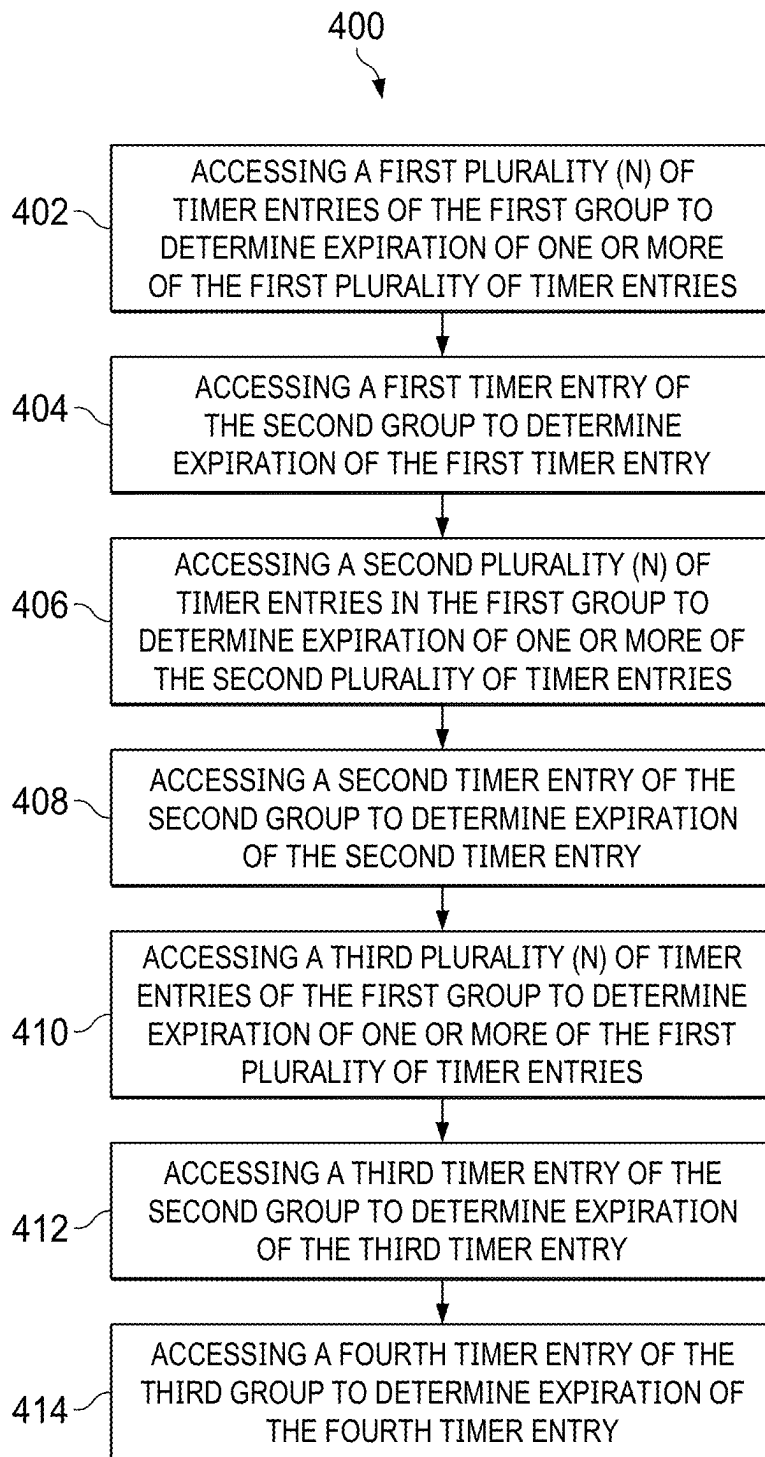 400
402
ACCESSING A FIRST PLURALITY (N) OF
TIMER ENTRIES OF THE FIRST GROUP TO
DETERMINE EXPIRATION OF ONE OR MORE
OF THE FIRST PLURALITY OF TIMER ENTRIES
404
ACCESSING A FIRST TIMER ENTRY OF
THE SECOND GROUP TO DETERMINE
EXPIRATION OF THE FIRST TIMER ENTRY
406
ACCESSING A SECOND PLURALITY (N) OF
TIMER ENTRIES IN THE FIRST GROUP TO
DETERMINE EXPIRATION OF ONE OR MORE OF
THE SECOND PLURALITY OF TIMER ENTRIES
408
ACCESSING A SECOND TIMER ENTRY OF THE
SECOND GROUP TO DETERMINE EXPIRATION
OF THE SECOND TIMER ENTRY
410
ACCESSING A THIRD PLURALITY (N) OF TIMER
ENTRIES OF THE FIRST GROUP TO DETERMINE
EXPIRATION OF ONE OR MORE OF THE FIRST
PLURALITY OF TIMER ENTRIES
412
ACCESSING A THIRD TIMER ENTRY OF THE
SECOND GROUP TO DETERMINE EXPIRATION
OF THE THIRD TIMER ENTRY
414
ACCESSING A FOURTH TIMER ENTRY OF THE
THIRD GROUP TO DETERMINE EXPIRATION OF
THE FOURTH TIMER ENTRY